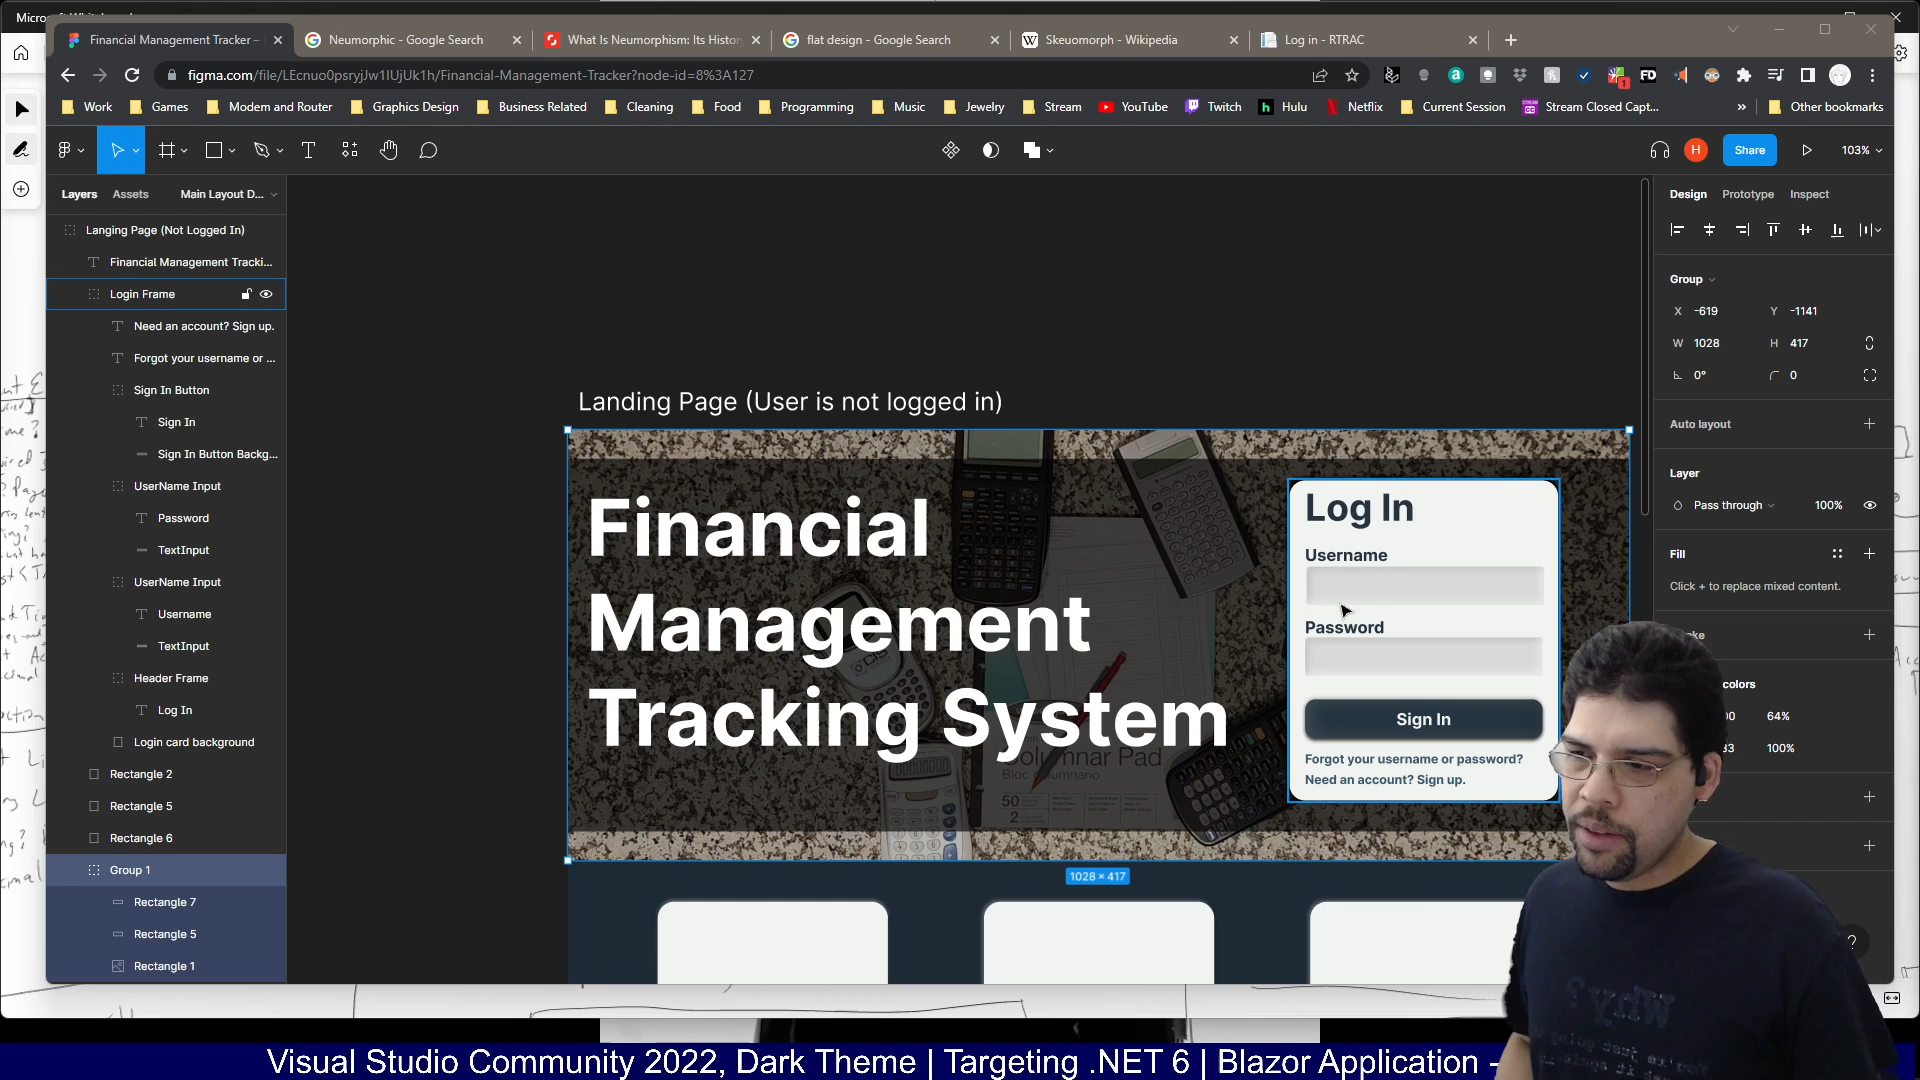 Financial Management Tracker –
Neumorphic - Google Search
What Is Neumorphism: Its Histor
flat design - Google Search
Skeuomorph - Wikipedia
Log in - RTRAC
figma.com/file/LEcnuo0psryjJw1IUjUk1h/Financial-Management-Tracker?node-id=8%3A127
Work
Games
Modem and Router
Graphics Design
Business Related
Cleaning
Food
Programming
Music
Jewelry
Stream
YouTube
Twitch
Hulu
Netflix
Current Session
Stream Closed Capt...
»
Other bookmarks
H
Share
103%
Layers
Assets
Main Layout D...
Design
Prototype
Inspect
Langing Page (Not Logged In)
Financial Management Tracki...
Login Frame
Need an account? Sign up.
Forgot your username or ...
Sign In Button
Sign In
Sign In Button Backg...
UserName Input
Password
TextInput
UserName Input
Username
TextInput
Header Frame
Log In
Login card background
Rectangle 2
Rectangle 5
Rectangle 6
Group 1
Rectangle 7
Rectangle 5
Rectangle 1
Landing Page (User is not logged in)
Financial
Management
Tracking System
Columnar Pad
Bloc columnario
50
2
Log In
Username
Password
Sign In
Forgot your username or password?
Need an account? Sign up.
1028 × 417
Group
X -619
Y -1141
W 1028
H 417
0°
0
Auto layout
Layer
Pass through
100%
Fill
Click + to replace mixed content.
colors
64%
100%
?
Visual Studio Community 2022, Dark Theme | Targeting .NET 6 | Blazor Application -